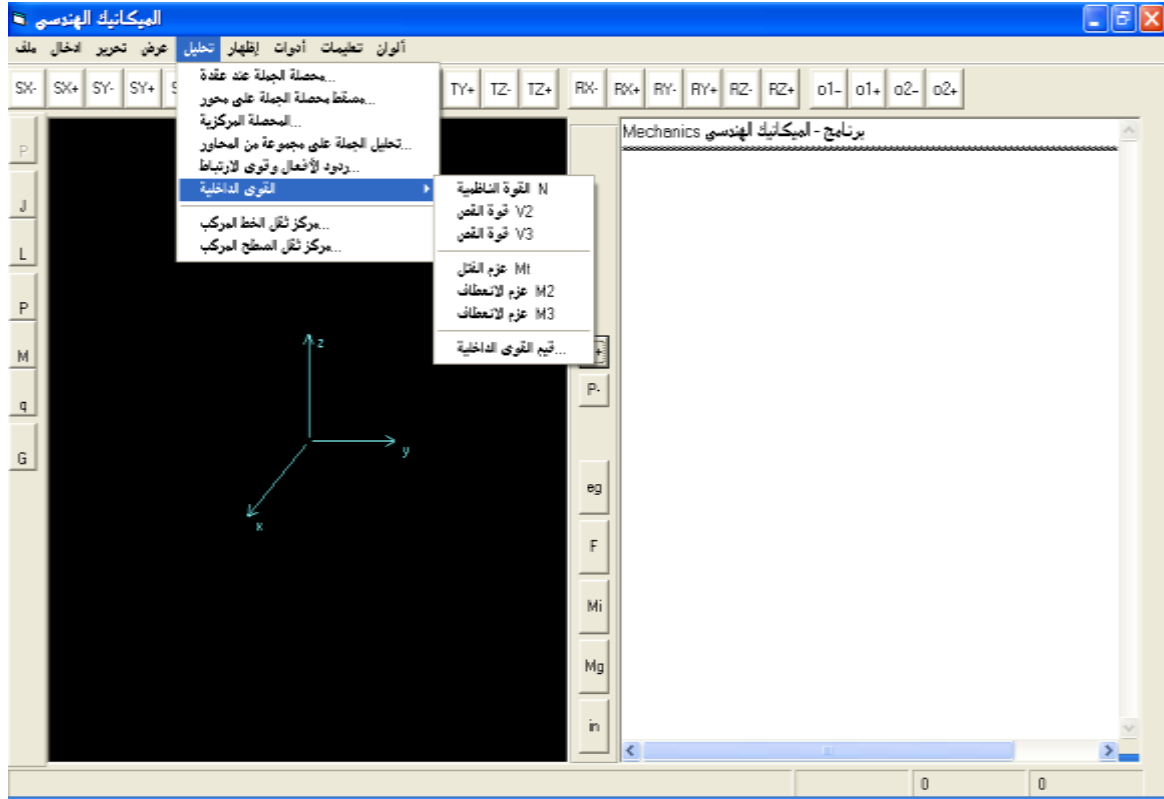 الميكانيك الهندسي
ملف ادخال تحرير عرض تحليل إظهار أدوات تعليمات ألوان
SX- SX+ SY- SY+ TY+ TZ- TZ+ RX- RX+ RY- RY+ RZ- RZ+ o1- o1+ o2- o2+
محصلة الجملة عند عقدة...
مسقط محصلة الجملة على محور...
المحصلة المركزية...
تحليل الجملة على مجموعة من المحاور...
ردود الأفعال وقوى الارتباط...
القوى الداخلية
مركز ثقل الخط المركب...
مركز ثقل السطح المركب...
N القوة الناظمية
V2 قوة القص
V3 قوة القص
Mt عزم الفتل
M2 عزم الانعطاف
M3 عزم الانعطاف
قيم القوى الداخلية...
P
J
L
P
M
q
G
z
y
x
P-
eg
F
Mi
Mg
in
برنامج - الميكانيك الهندسي Mechanics
0 0